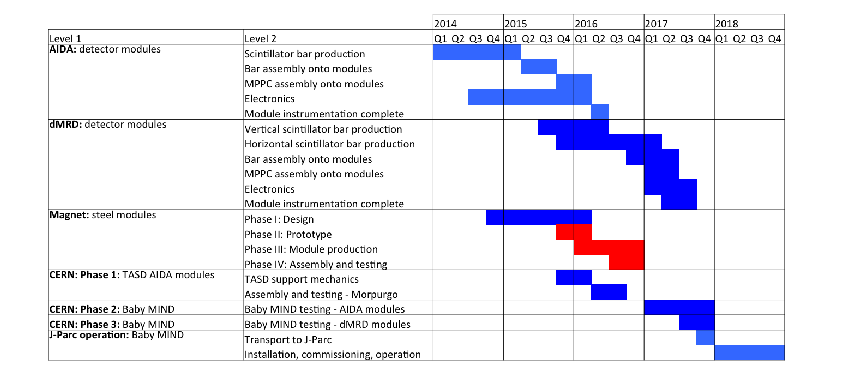 2014 2015 2016 2017 2018
Level 1 Level 2 Q1 Q2 Q3 Q4 Q1 Q2 Q3 Q4 Q1 Q2 Q3 Q4 Q1 Q2 Q3 Q4 Q1 Q2 Q3 Q4
AIDA: detector modules
Scintillator bar production
Bar assembly onto modules
MPPC assembly onto modules
Electronics
Module instrumentation complete
dMRD: detector modules
Vertical scintillator bar production
Horizontal scintillator bar production
Bar assembly onto modules
MPPC assembly onto modules
Electronics
Module instrumentation complete
Magnet: steel modules
Phase I: Design
Phase II: Prototype
Phase III: Module production
Phase IV: Assembly and testing
CERN: Phase 1: TASD AIDA modules
TASD support mechanics
Assembly and testing - Morpurgo
CERN: Phase 2: Baby MIND Baby MIND testing - AIDA modules
CERN: Phase 3: Baby MIND Baby MIND testing - dMRD modules
J-Parc operation: Baby MIND
Transport to J-Parc
Installation, commissioning, operation